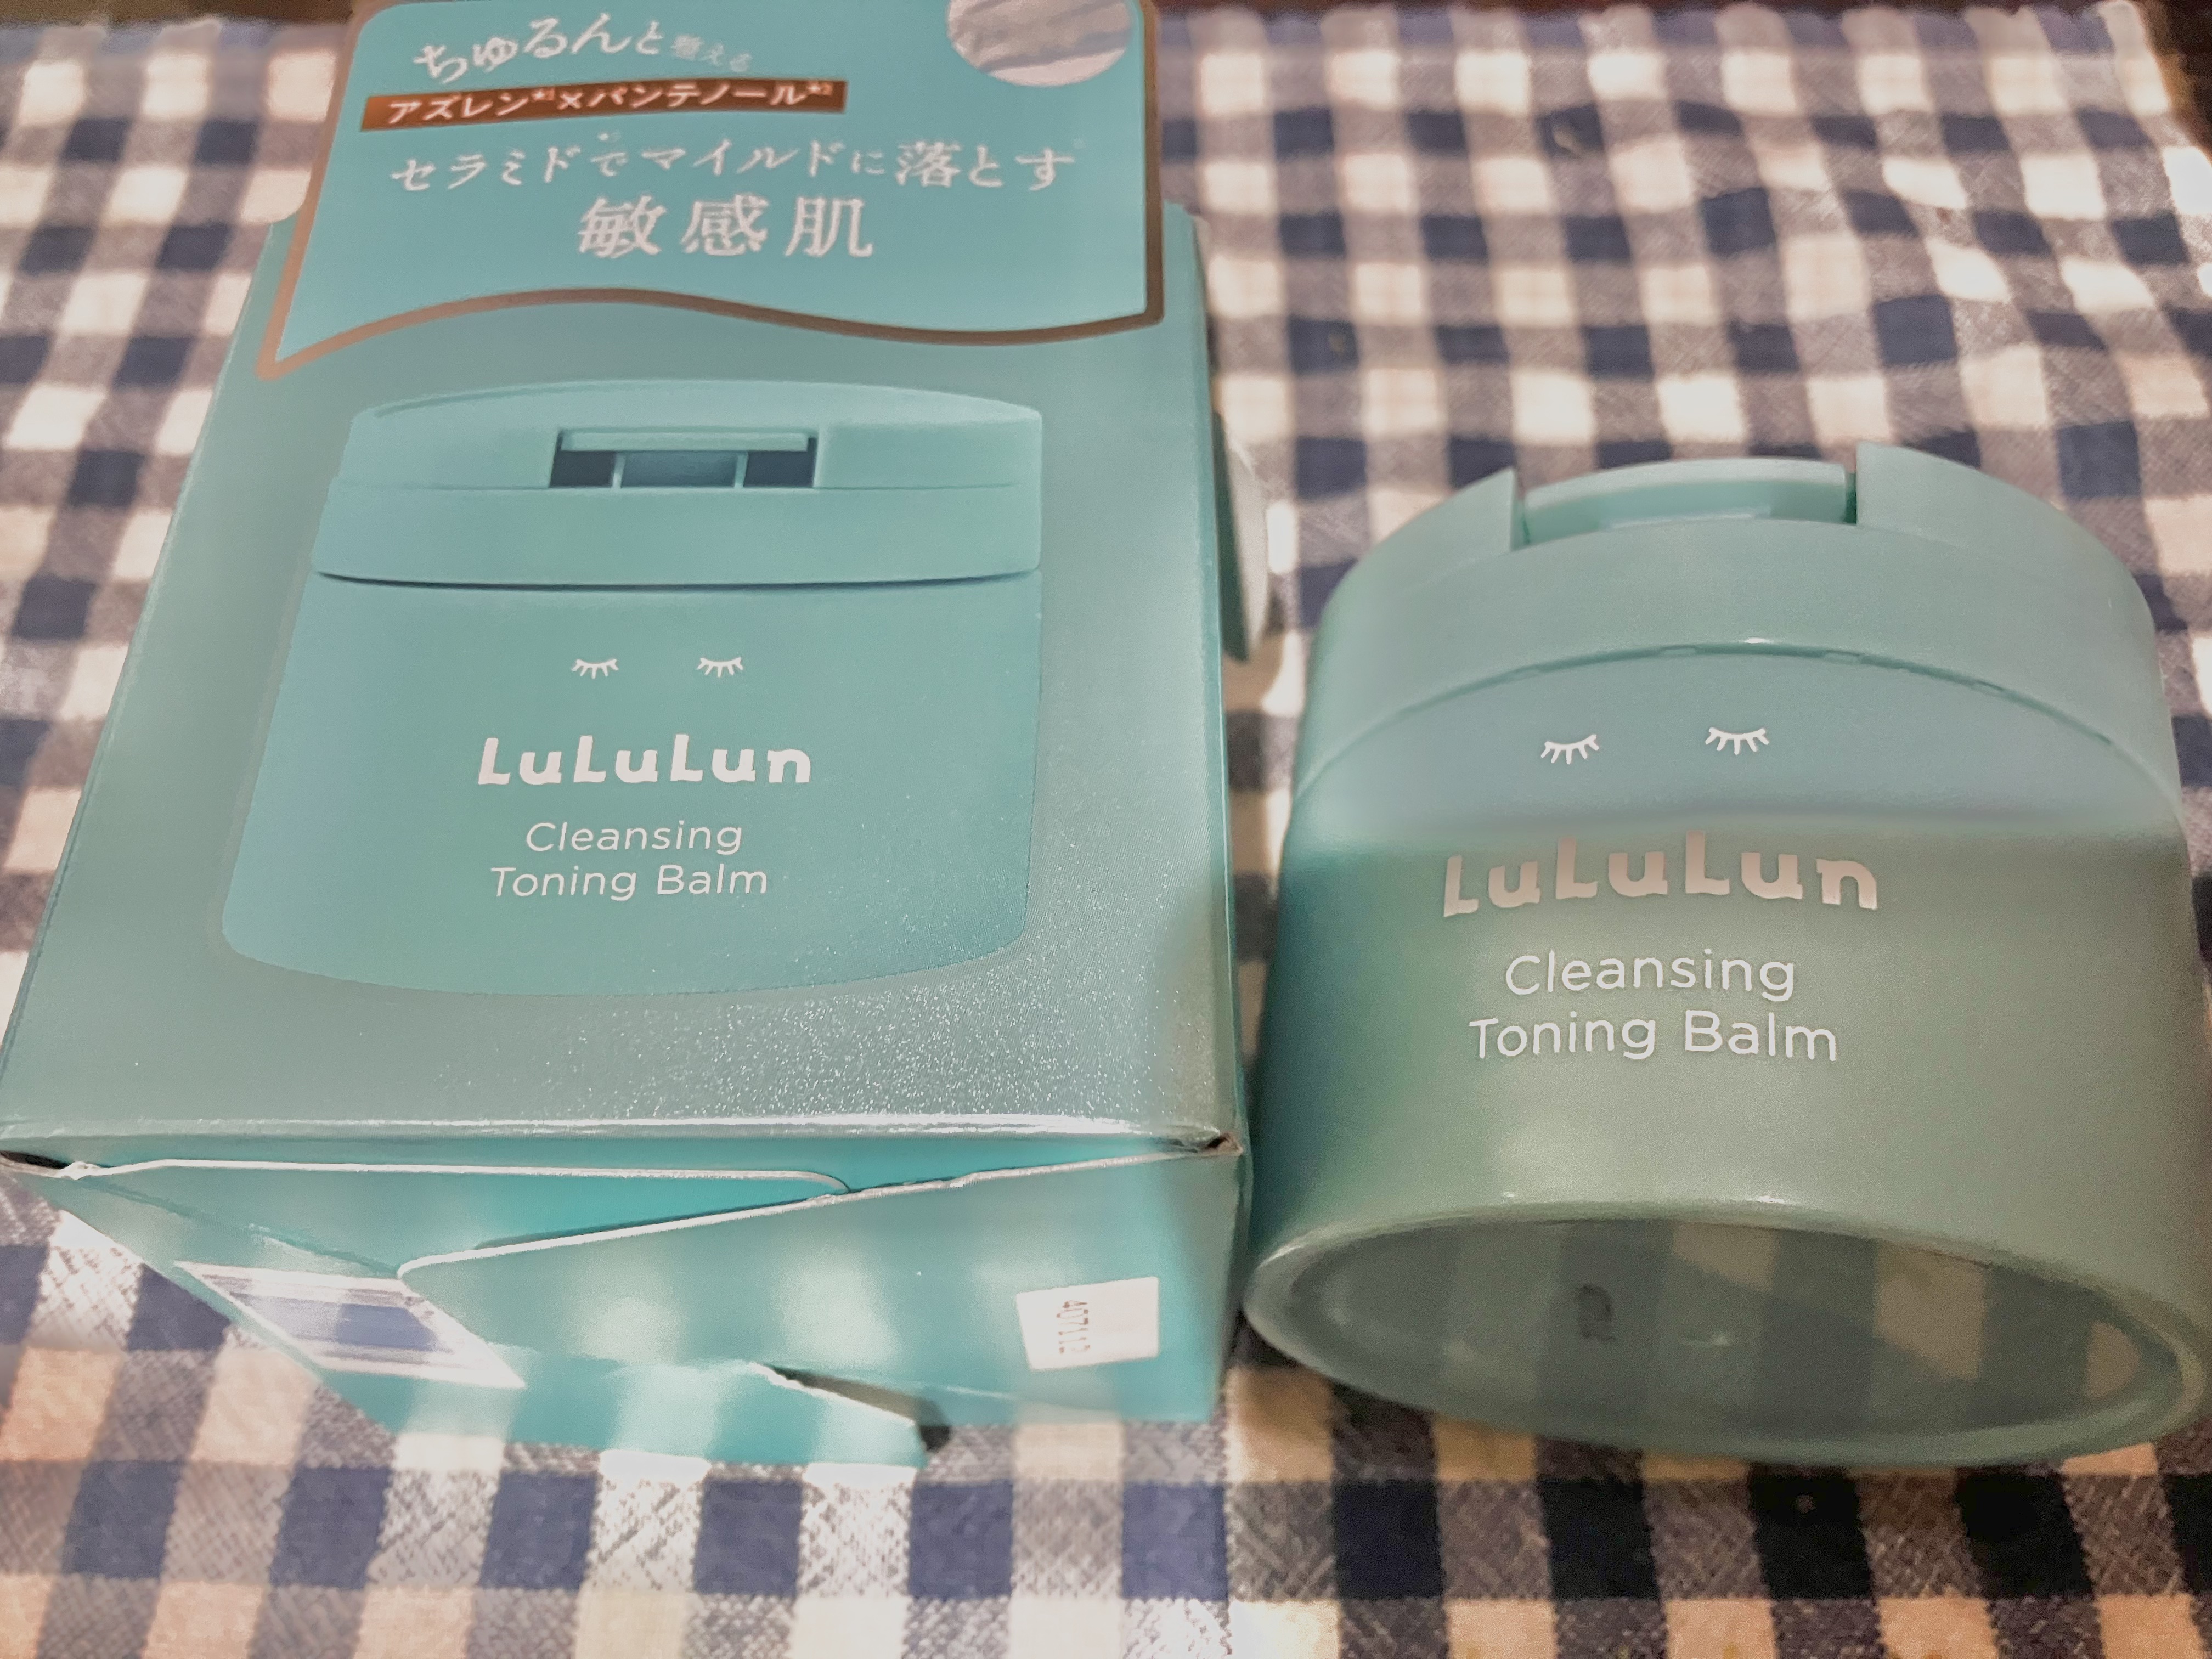 ちゅるんと整える
アズレン*1×パンテノール*2
セラミド*でマイルドに落とす
敏感肌
LuLuLun
Cleansing
Toning Balm
407112
LuLuLun
Cleansing
Toning Balm